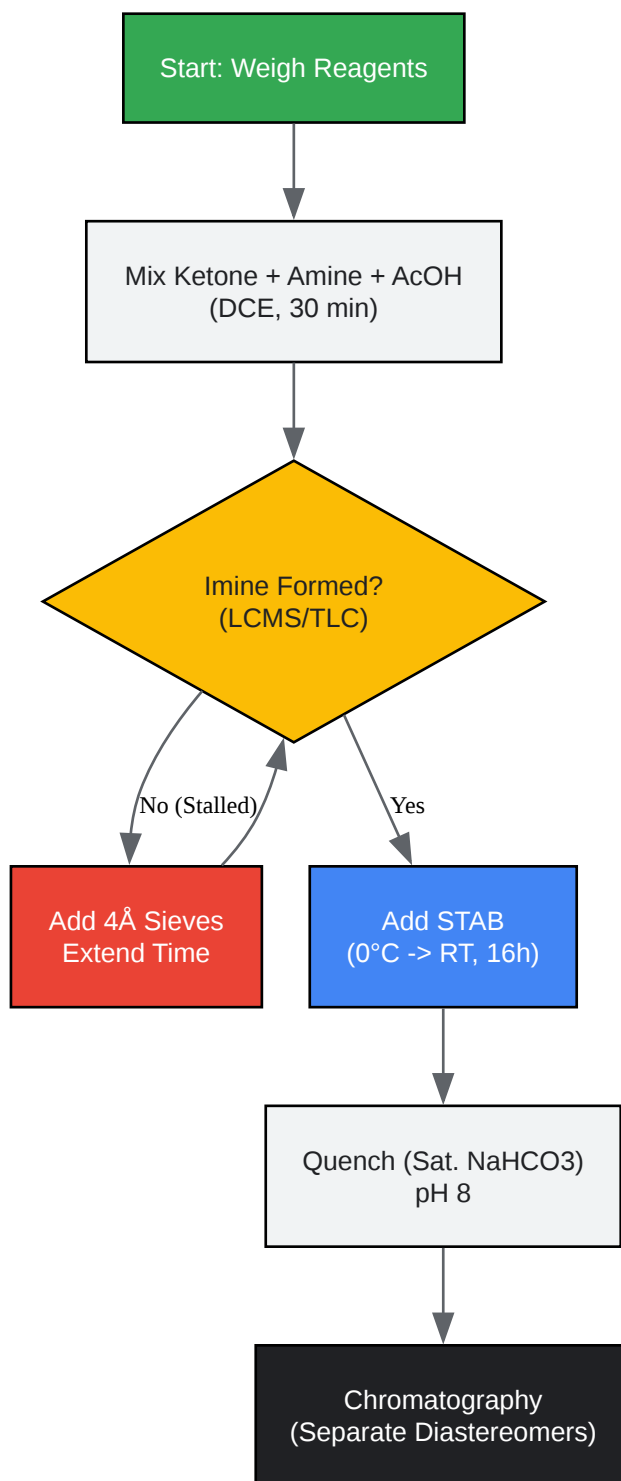 Start: Weigh Reagents
Mix Ketone + Amine + AcOH
(DCE, 30 min)
Imine Formed?
(LCMS/TLC)
No (Stalled)
Yes
Add 4Å Sieves
Extend Time
Add STAB
(0°C -> RT, 16h)
Quench (Sat. NaHCO3)
pH 8
Chromatography
(Separate Diastereomers)